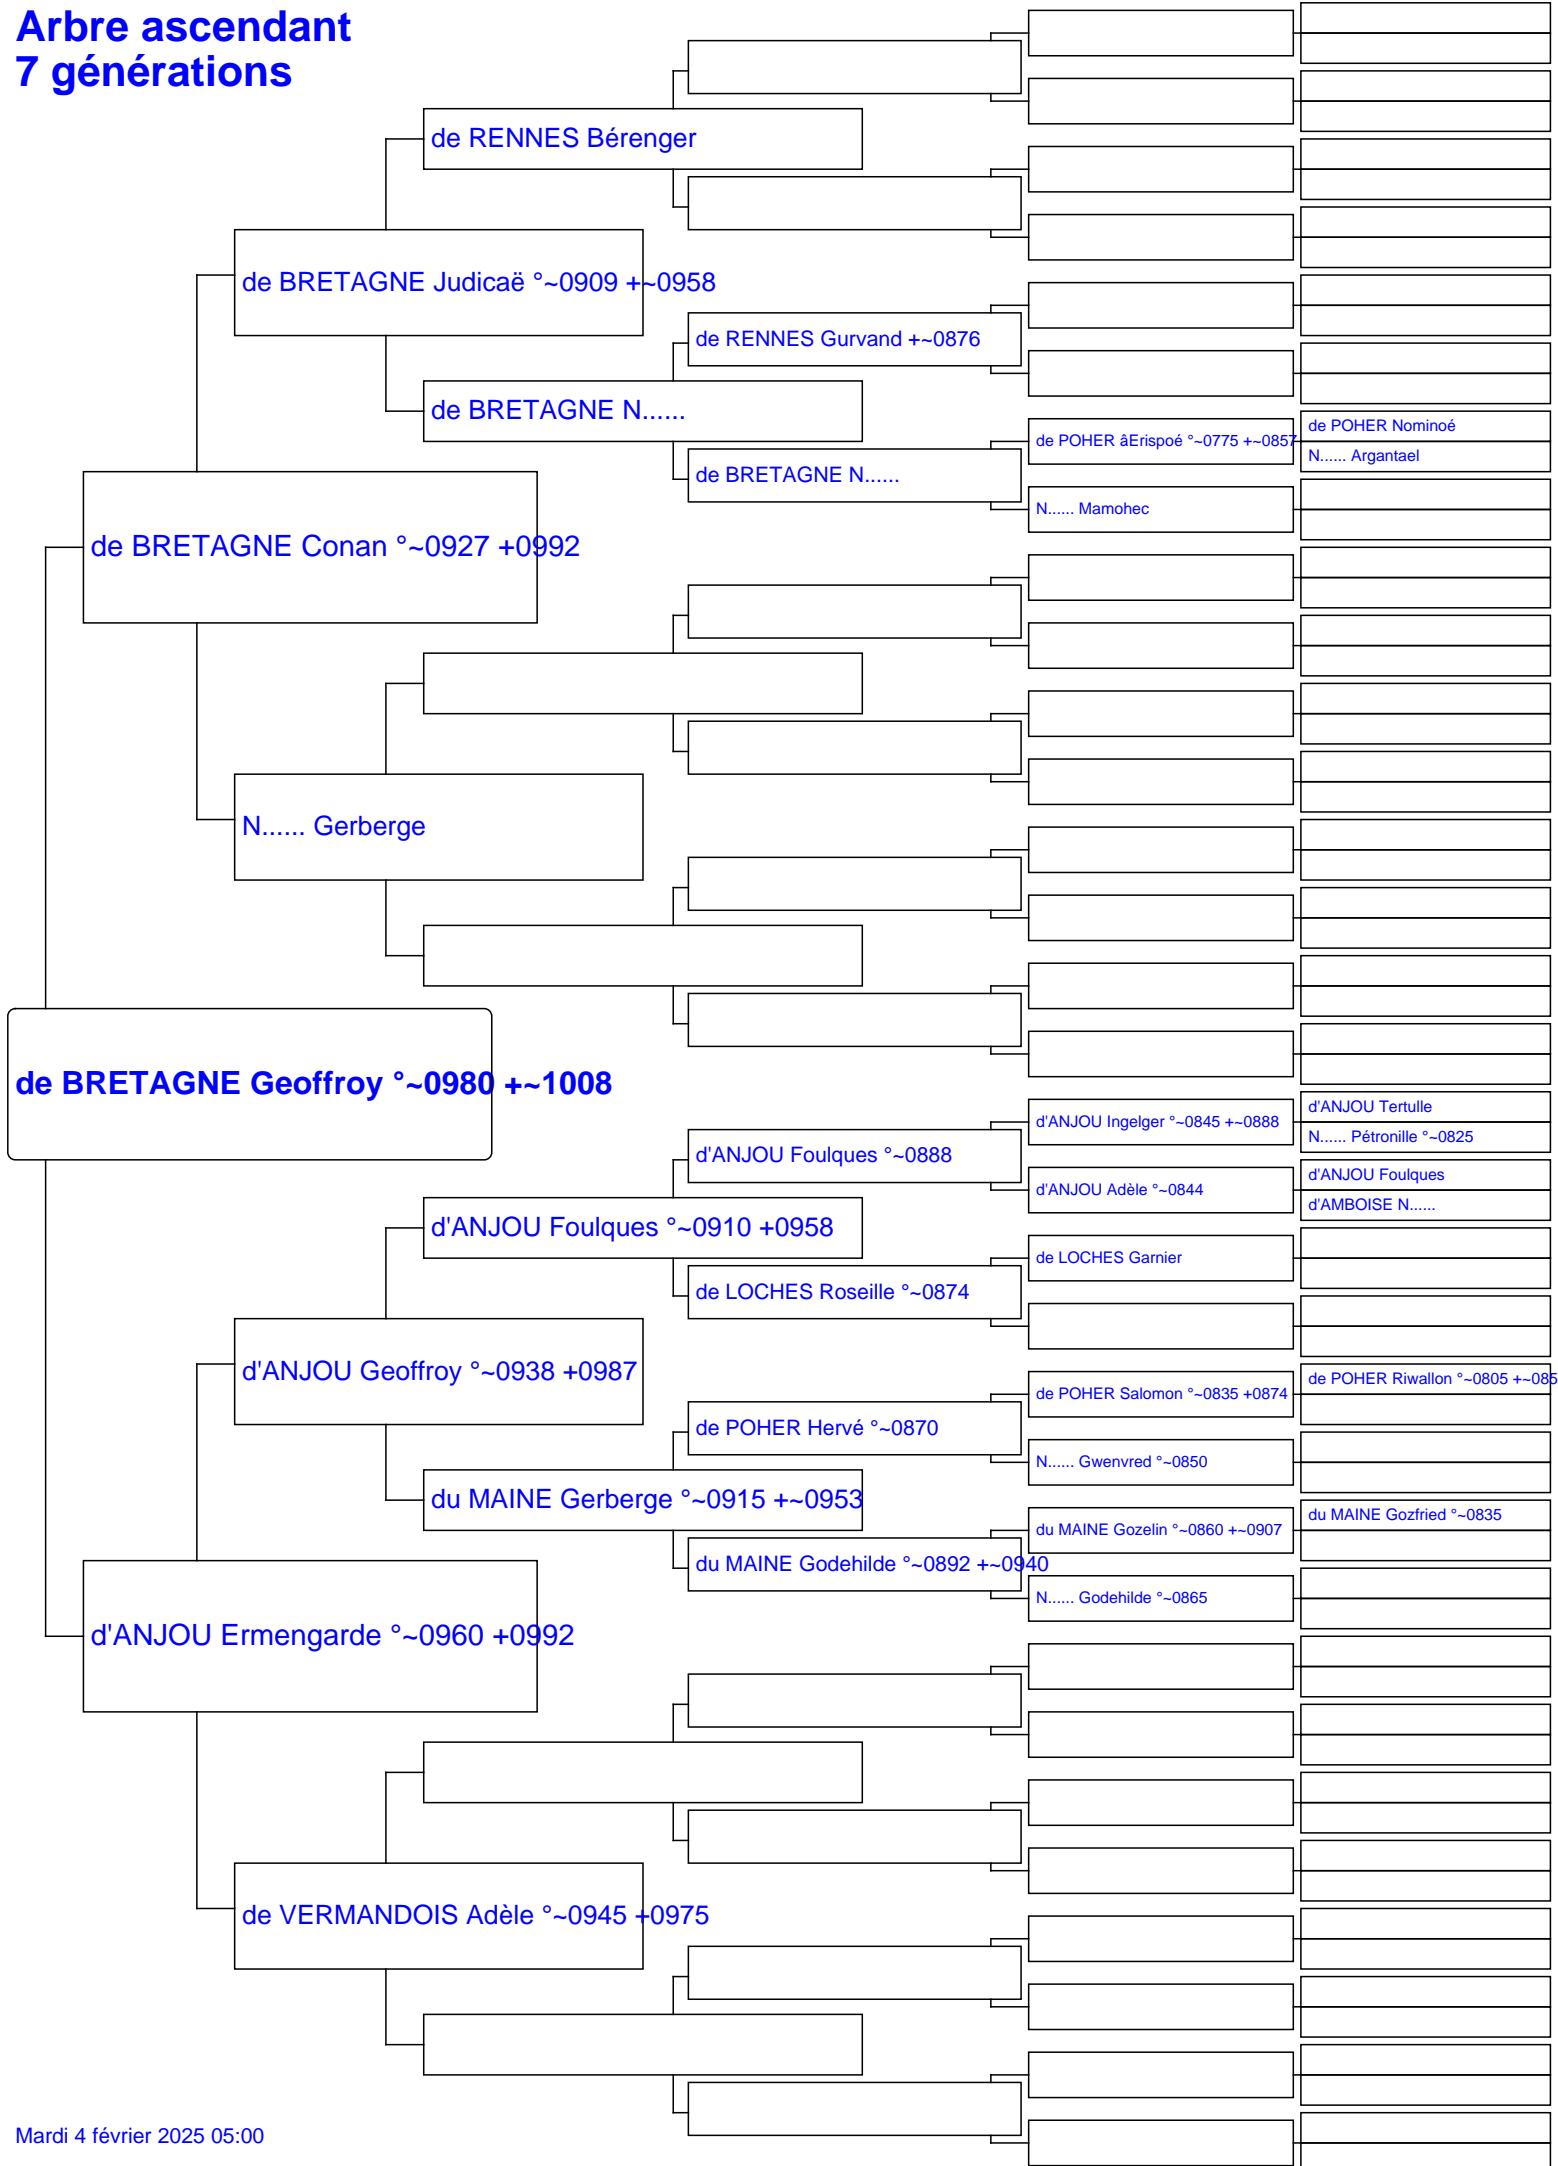 Arbre ascendant
7 générations
de RENNES Bérenger
de BRETAGNE Judicaë °~0909 +~0958
de RENNES Gurvand +~0876
de BRETAGNE N......
de POHER âErispoé °~0775 +~0857
de POHER Nominoé
N...... Argantael
de BRETAGNE N......
N...... Mamohec
de BRETAGNE Conan °~0927 +0992
N...... Gerberge
de BRETAGNE Geoffroy °~0980 +~1008
d'ANJOU Ingelger °~0845 +~0888
d'ANJOU Tertulle
N...... Pétronille °~0825
d'ANJOU Foulques °~0888
d'ANJOU Adèle °~0844
d'ANJOU Foulques
d'AMBOISE N......
d'ANJOU Foulques °~0910 +0958
de LOCHES Garnier
de LOCHES Roseille °~0874
d'ANJOU Geoffroy °~0938 +0987
de POHER Salomon °~0835 +0874
de POHER Riwallon °~0805 +~085
de POHER Hervé °~0870
N...... Gwenvred °~0850
du MAINE Gerberge °~0915 +~0953
du MAINE Gozelin °~0860 +~0907
du MAINE Gozfried °~0835
du MAINE Godehilde °~0892 +~0940
N...... Godehilde °~0865
d'ANJOU Ermengarde °~0960 +0992
de VERMANDOIS Adèle °~0945 +0975
Mardi 4 février 2025 05:00